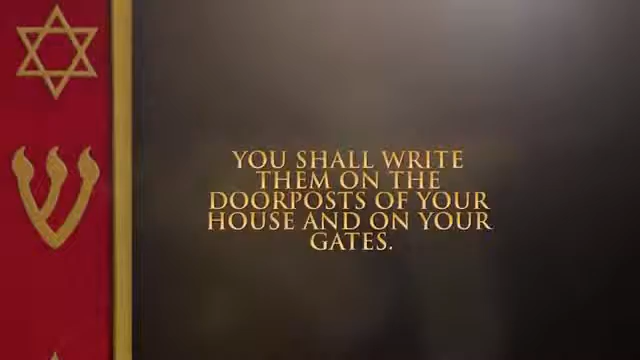 ש
YOU SHALL WRITE
THEM ON THE
DOORPOSTS OF YOUR
HOUSE AND ON YOUR
GATES.